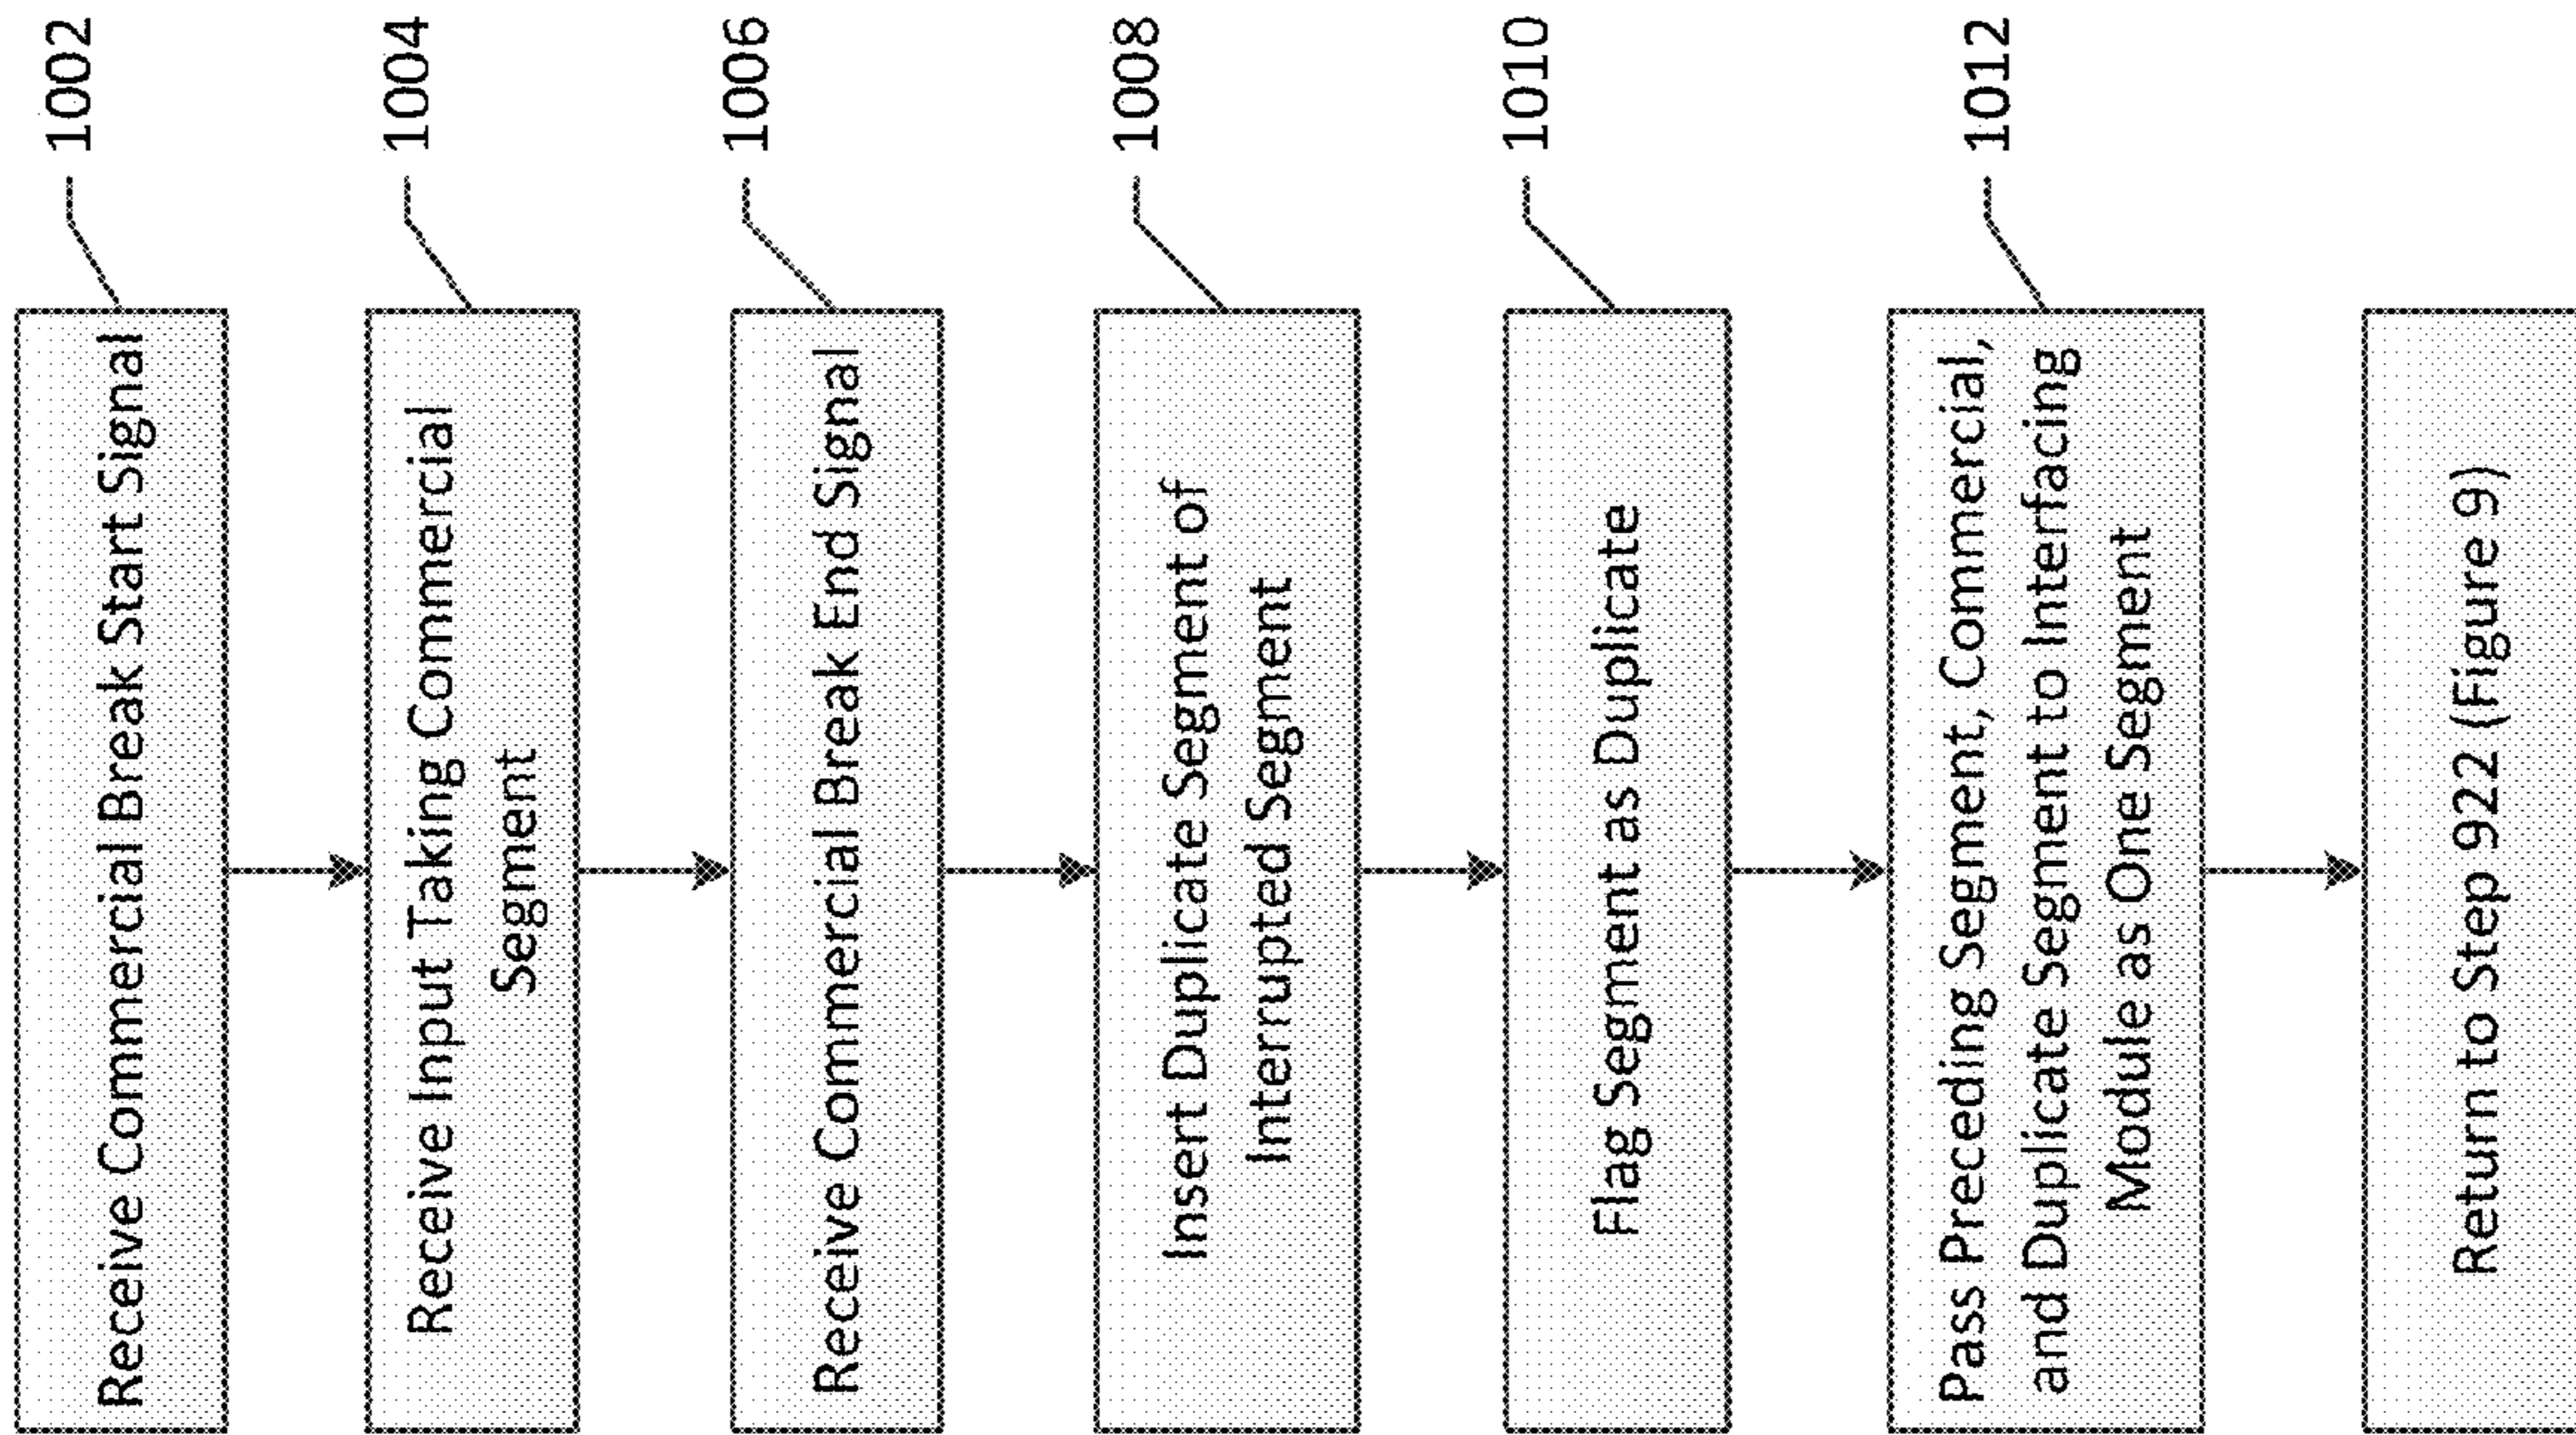 Receive Commercial Break Start Signal
1002
Receive Input Taking Commercial
Segment
1004
Receive Commercial Break End Signal
1006
Insert Duplicate Segment of
Interrupted Segment
1008
Flag Segment as Duplicate
1010
Pass Preceding Segment, Commercial,
and Duplicate Segment to Interfacing
Module as One Segment
1012
Return to Step 922 (Figure 9)